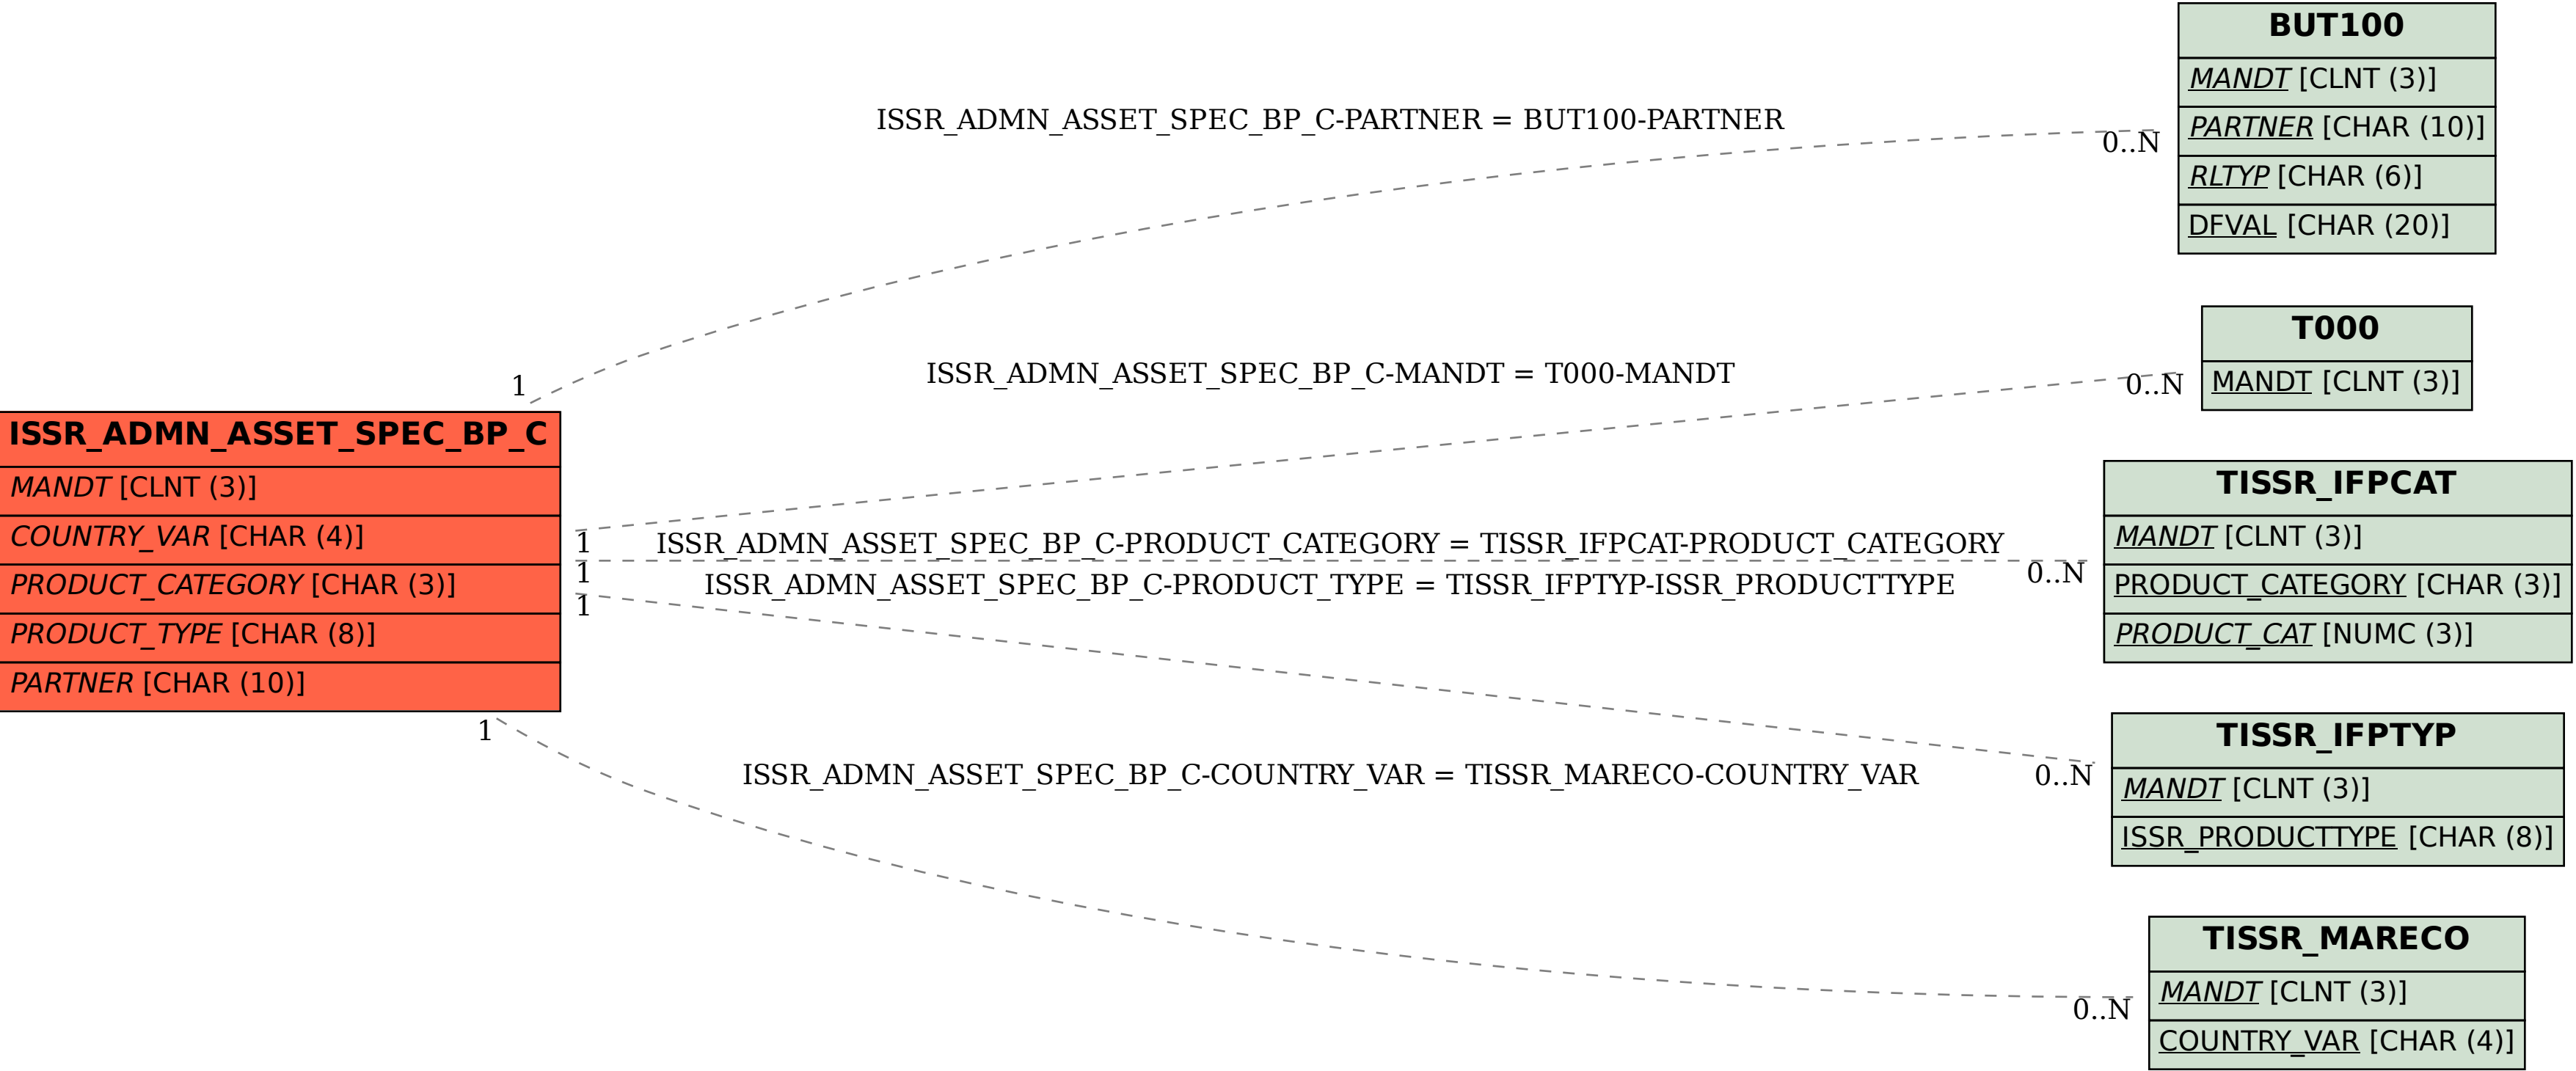 BUT100
MANDT [CLNT (3)]
PARTNER [CHAR (10)]
RLTYP [CHAR (6)]
DFVAL [CHAR (20)]
ISSR_ADMN_ASSET_SPEC_BP_C-PARTNER = BUT100-PARTNER
0..N
1
T000
MANDT [CLNT (3)]
ISSR_ADMN_ASSET_SPEC_BP_C-MANDT = T000-MANDT
0..N
1
ISSR_ADMN_ASSET_SPEC_BP_C
MANDT [CLNT (3)]
COUNTRY_VAR [CHAR (4)]
PRODUCT_CATEGORY [CHAR (3)]
PRODUCT_TYPE [CHAR (8)]
PARTNER [CHAR (10)]
TISSR_IFPCAT
MANDT [CLNT (3)]
PRODUCT_CATEGORY [CHAR (3)]
PRODUCT_CAT [NUMC (3)]
ISSR_ADMN_ASSET_SPEC_BP_C-PRODUCT_CATEGORY = TISSR_IFPCAT-PRODUCT_CATEGORY
1
0..N
ISSR_ADMN_ASSET_SPEC_BP_C-PRODUCT_TYPE = TISSR_IFPTYP-ISSR_PRODUCTTYPE
1
0..N
TISSR_IFPTYP
MANDT [CLNT (3)]
ISSR_PRODUCTTYPE [CHAR (8)]
1
ISSR_ADMN_ASSET_SPEC_BP_C-COUNTRY_VAR = TISSR_MARECO-COUNTRY_VAR
0..N
TISSR_MARECO
MANDT [CLNT (3)]
COUNTRY_VAR [CHAR (4)]